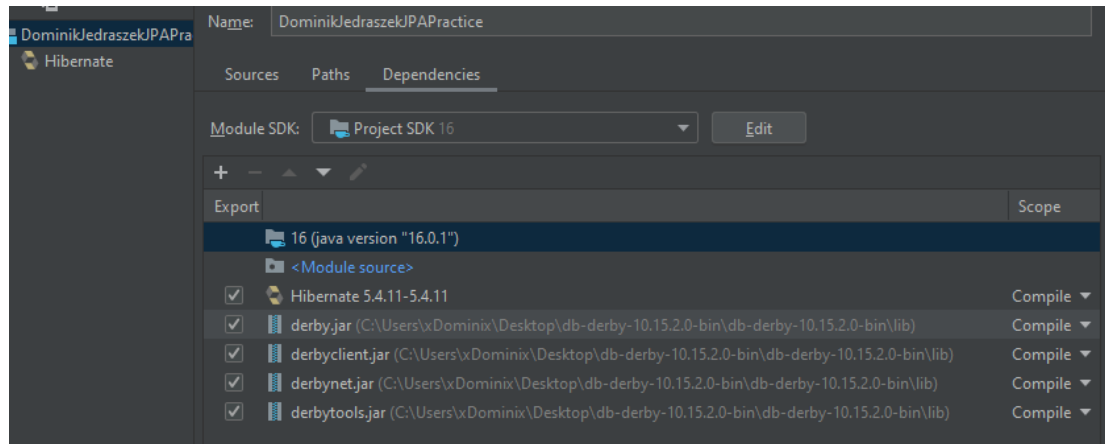 Name: DominikJedraszekJPAPractice
DominikJedraszekJPAPra
Hibernate
Sources Paths Dependencies
Module SDK: Project SDK 16 Edit
Export Scope
16 (java version "16.0.1")
<Module source>
Hibernate 5.4.11-5.4.11 Compile
derby.jar (C:\Users\xDominix\Desktop\db-derby-10.15.2.0-bin\db-derby-10.15.2.0-bin\lib) Compile
derbyclient.jar (C:\Users\xDominix\Desktop\db-derby-10.15.2.0-bin\db-derby-10.15.2.0-bin\lib) Compile
derbynet.jar (C:\Users\xDominix\Desktop\db-derby-10.15.2.0-bin\db-derby-10.15.2.0-bin\lib) Compile
derbytools.jar (C:\Users\xDominix\Desktop\db-derby-10.15.2.0-bin\db-derby-10.15.2.0-bin\lib) Compile